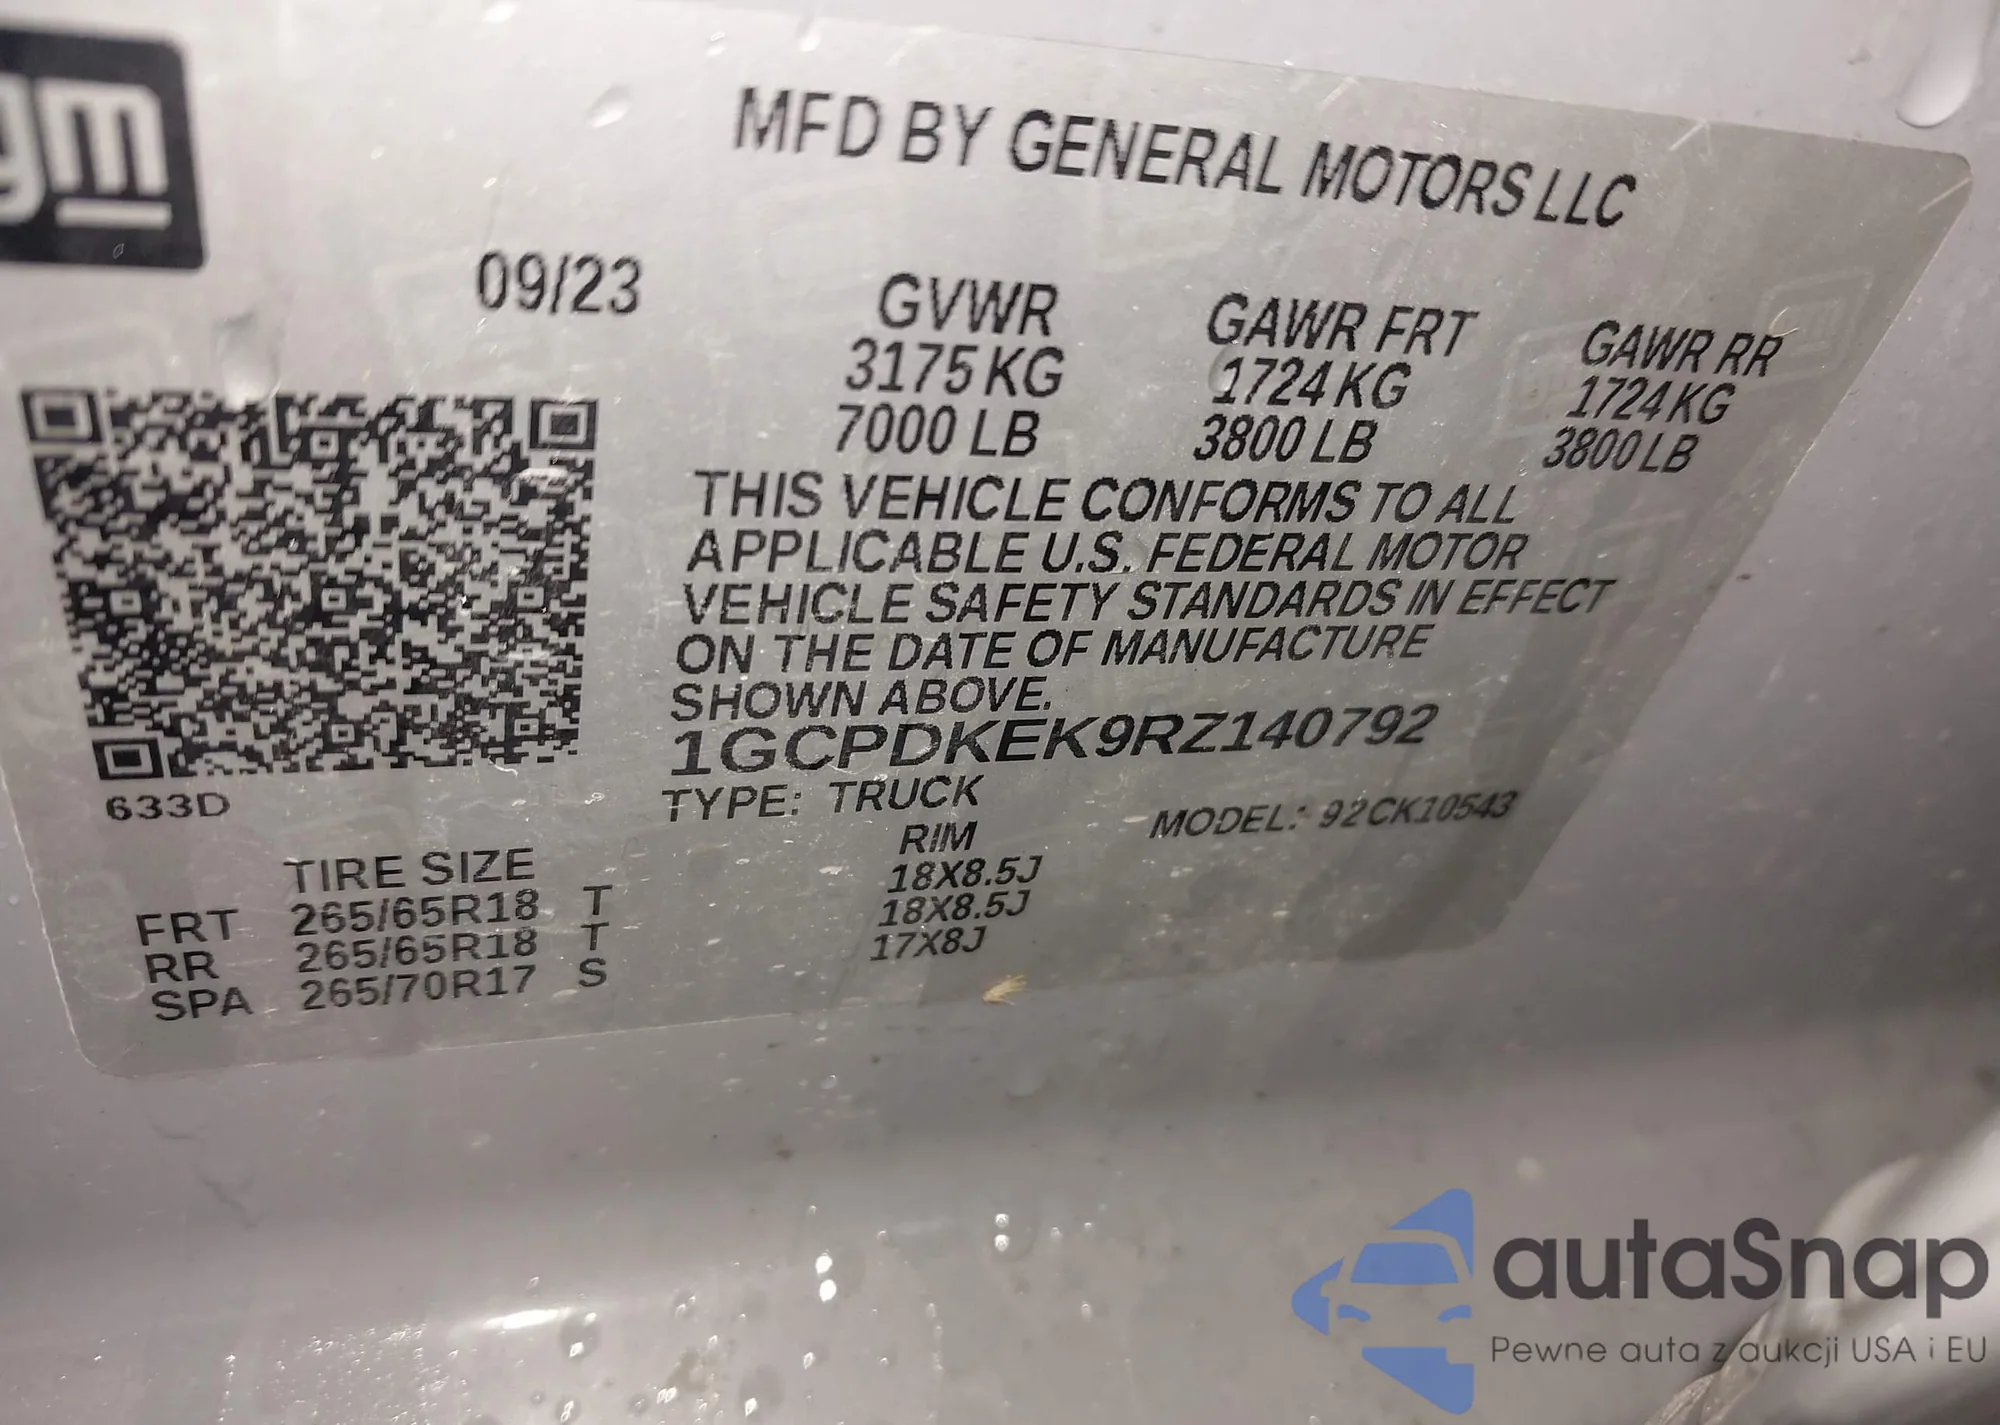 gm
MFD BY GENERAL MOTORS LLC
09/23
GVWR GAWR FRT GAWR RR
3175 KG 1724 KG 1724 KG
7000 LB 3800 LB 3800 LB
THIS VEHICLE CONFORMS TO ALL
APPLICABLE U.S. FEDERAL MOTOR
VEHICLE SAFETY STANDARDS IN EFFECT
ON THE DATE OF MANUFACTURE
SHOWN ABOVE.
1GCPDKEK9RZ140792
633D
TYPE: TRUCK MODEL: 92CK10543
TIRE SIZE RIM
FRT 265/65R18 T 18X8.5J
RR 265/65R18 T 18X8.5J
SPA 265/70R17 S 17X8J
autaSnap
Pewne auta z aukcji USA i EU